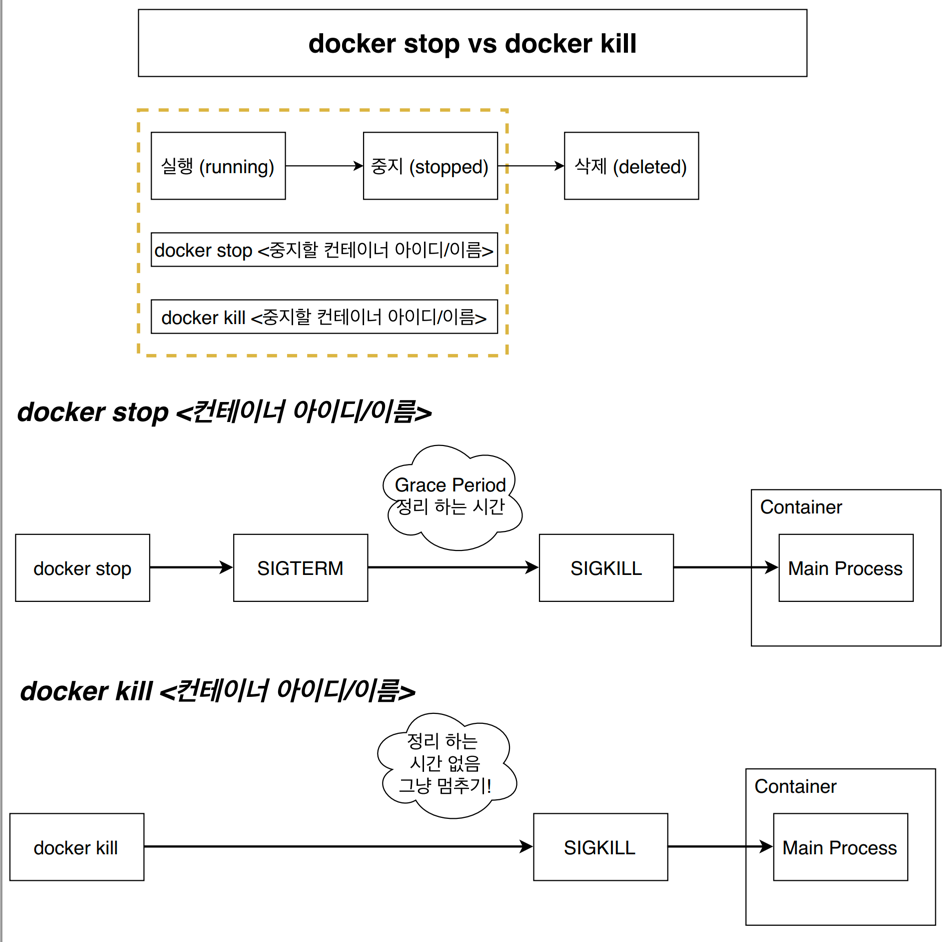 docker stop vs docker kill
실행 (running)
중지 (stopped)
삭제 (deleted)
docker stop <중지할 컨테이너 아이디/이름>
docker kill <중지할 컨테이너 아이디/이름>
docker stop <컨테이너 아이디/이름>
Grace Period
정리 하는 시간
Container
docker stop
SIGTERM
SIGKILL
Main Process
docker kill <컨테이너 아이디/이름>
정리 하는
시간 없음
그냥 멈추기!
Container
docker kill
SIGKILL
Main Process